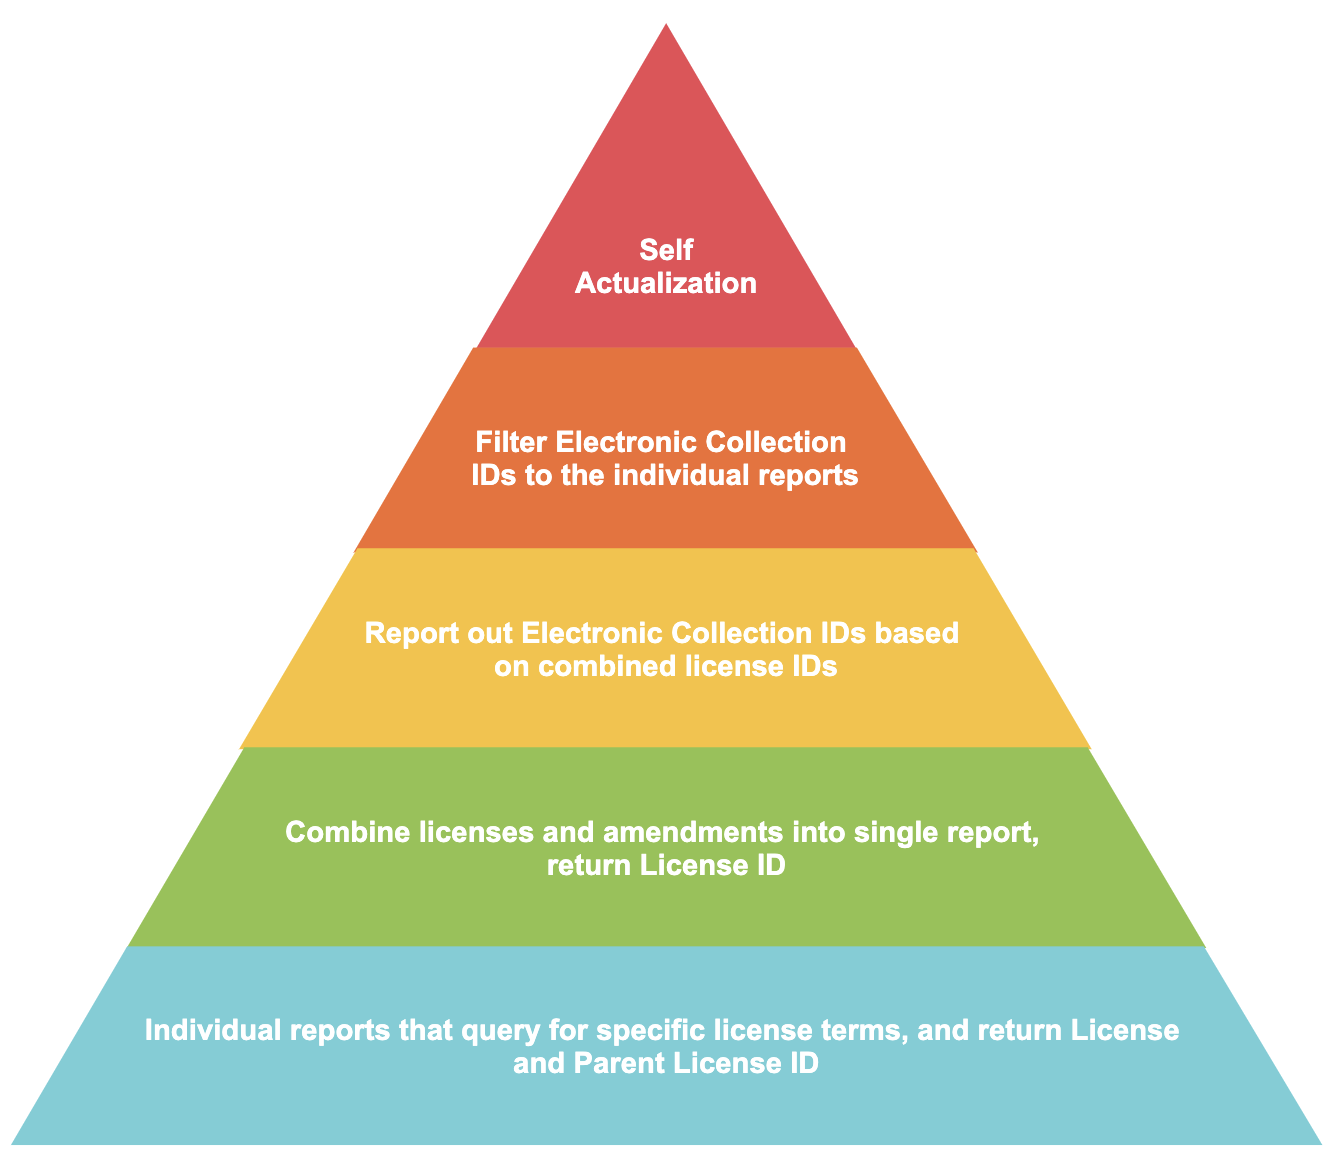 Self
Actualization
Filter Electronic Collection
IDs to the individual reports
Report out Electronic Collection IDs based
on combined license IDs
Combine licenses and amendments into single report,
return License ID
Individual reports that query for specific license terms, and return License
and Parent License ID